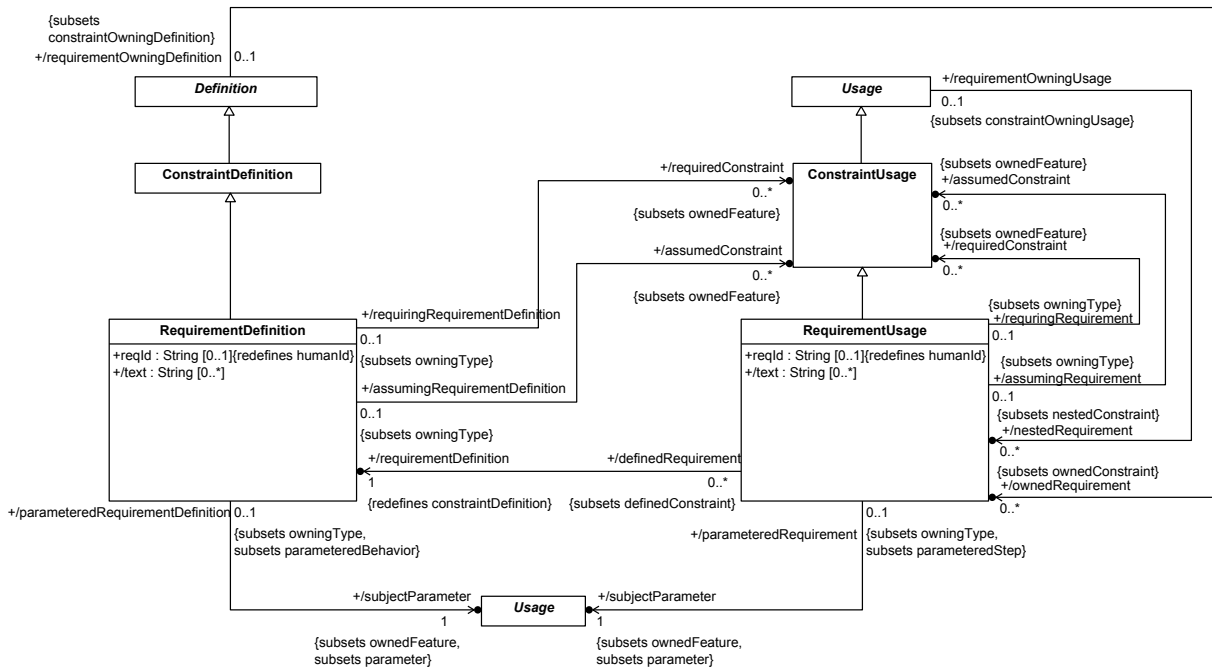 {subsets
constraintOwningDefinition}
+/requirementOwningDefinition
0..1
Definition
Usage
+/requirementOwningUsage
0..1
{subsets constraintOwningUsage}
ConstraintDefinition
+/requiredConstraint
0..*
{subsets ownedFeature}
ConstraintUsage
{subsets ownedFeature}
+/assumedConstraint
0..*
+/assumedConstraint
0..*
{subsets ownedFeature}
{subsets ownedFeature}
+/requiredConstraint
0..*
RequirementDefinition
+reqId : String [0..1]{redefines humanId}
+/text : String [0..*]
+/requiringRequirementDefinition
0..1
{subsets owningType}
+/assumingRequirementDefinition
0..1
{subsets owningType}
+/requirementDefinition
1
{redefines constraintDefinition}
+/definedRequirement
0..*
{subsets definedConstraint}
RequirementUsage
+reqId : String [0..1]{redefines humanId}
+/text : String [0..*]
{subsets owningType}
+/requringRequirement
0..1
{subsets owningType}
+/assumingRequirement
0..1
{subsets nestedConstraint}
+/nestedRequirement
0..*
{subsets ownedConstraint}
+/ownedRequirement
0..*
+/parameteredRequirementDefinition
0..1
{subsets owningType,
subsets parameteredBehavior}
+/parameteredRequirement
0..1
{subsets owningType,
subsets parameteredStep}
+/subjectParameter
1
{subsets ownedFeature,
subsets parameter}
Usage
+/subjectParameter
1
{subsets ownedFeature,
subsets parameter}